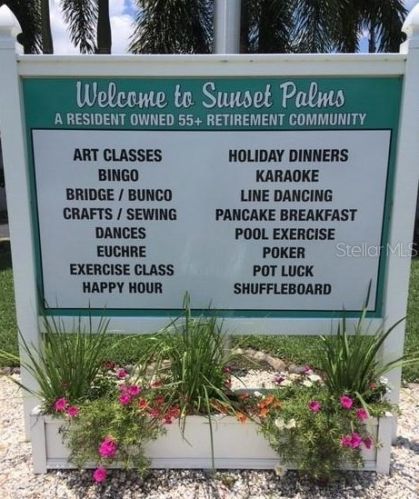 Welcome to Sunset Palms
A RESIDENT OWNED 55+ RETIREMENT COMMUNITY
ART CLASSES
BINGO
BRIDGE / BUNCO
CRAFTS / SEWING
DANCES
EUCHRE
EXERCISE CLASS
HAPPY HOUR
HOLIDAY DINNERS
KARAOKE
LINE DANCING
PANCAKE BREAKFAST
POOL EXERCISE
POKER
POT LUCK
SHUFFLEBOARD
Stellar MLS